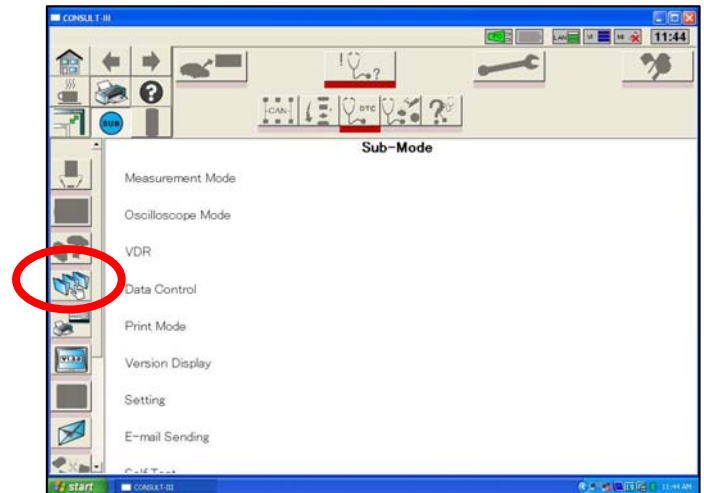 CONSULT-III
11:44
CAN
DTC
SUB
Sub-Mode
Measurement Mode
Oscilloscope Mode
VDR
Data Control
Print Mode
Version Display
Setting
E-mail Sending
start
CONSULT-III
11:44 AM